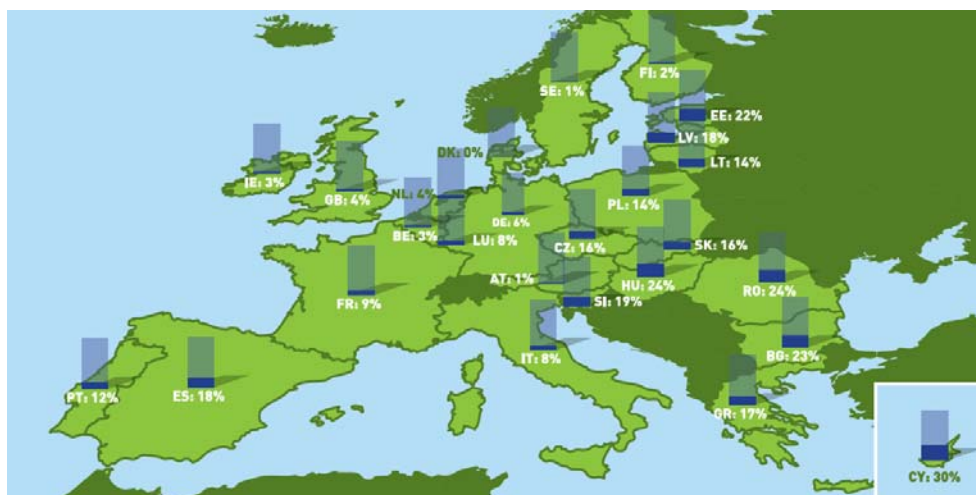 FI: 2%
SE: 1%
EE: 22%
LV: 18%
DK: 0%
LT: 14%
IE: 3%
NL: 4%
GB: 4%
PL: 14%
DE: 6%
BE: 3%
LU: 8%
CZ: 16%
SK: 16%
AT: 1%
HU: 24%
RO: 24%
FR: 9%
SI: 19%
IT: 8%
BG: 23%
PT: 12%
ES: 18%
GR: 17%
CY: 30%